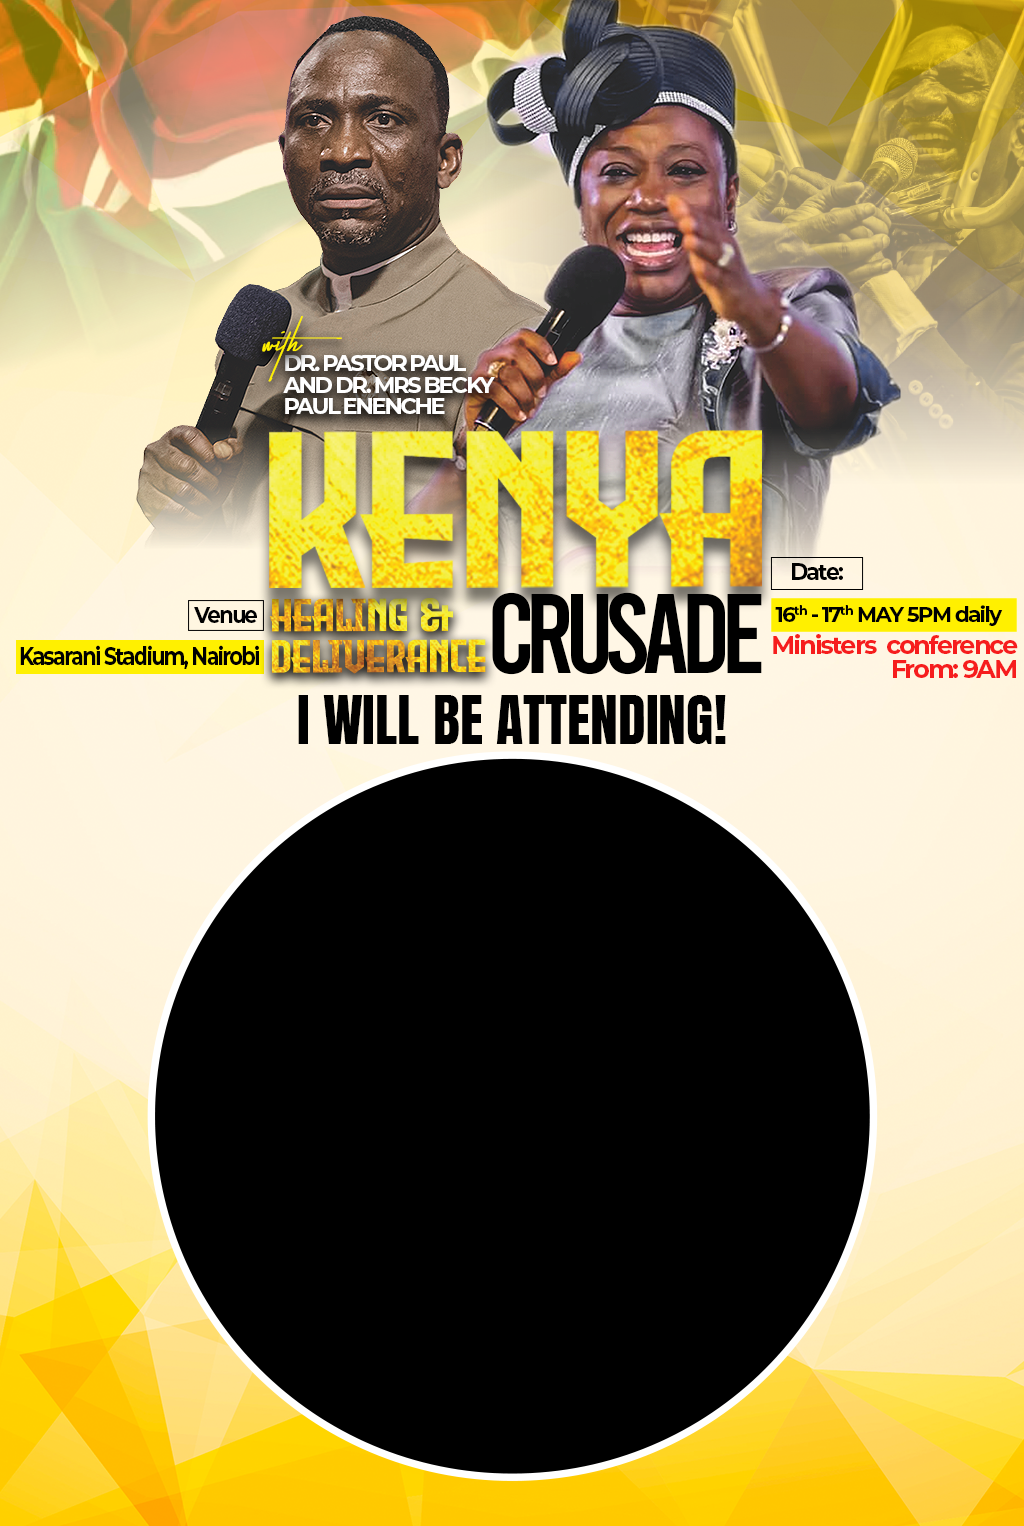 with
DR. PASTOR PAUL
AND DR. MRS BECKY
PAUL ENENCHE
KENYA
HEALING &
DELIVERANCE
CRUSADE
Venue
Kasarani Stadium, Nairobi
Date:
16th - 17th MAY 5PM daily
Ministers conference
From: 9AM
I WILL BE ATTENDING!